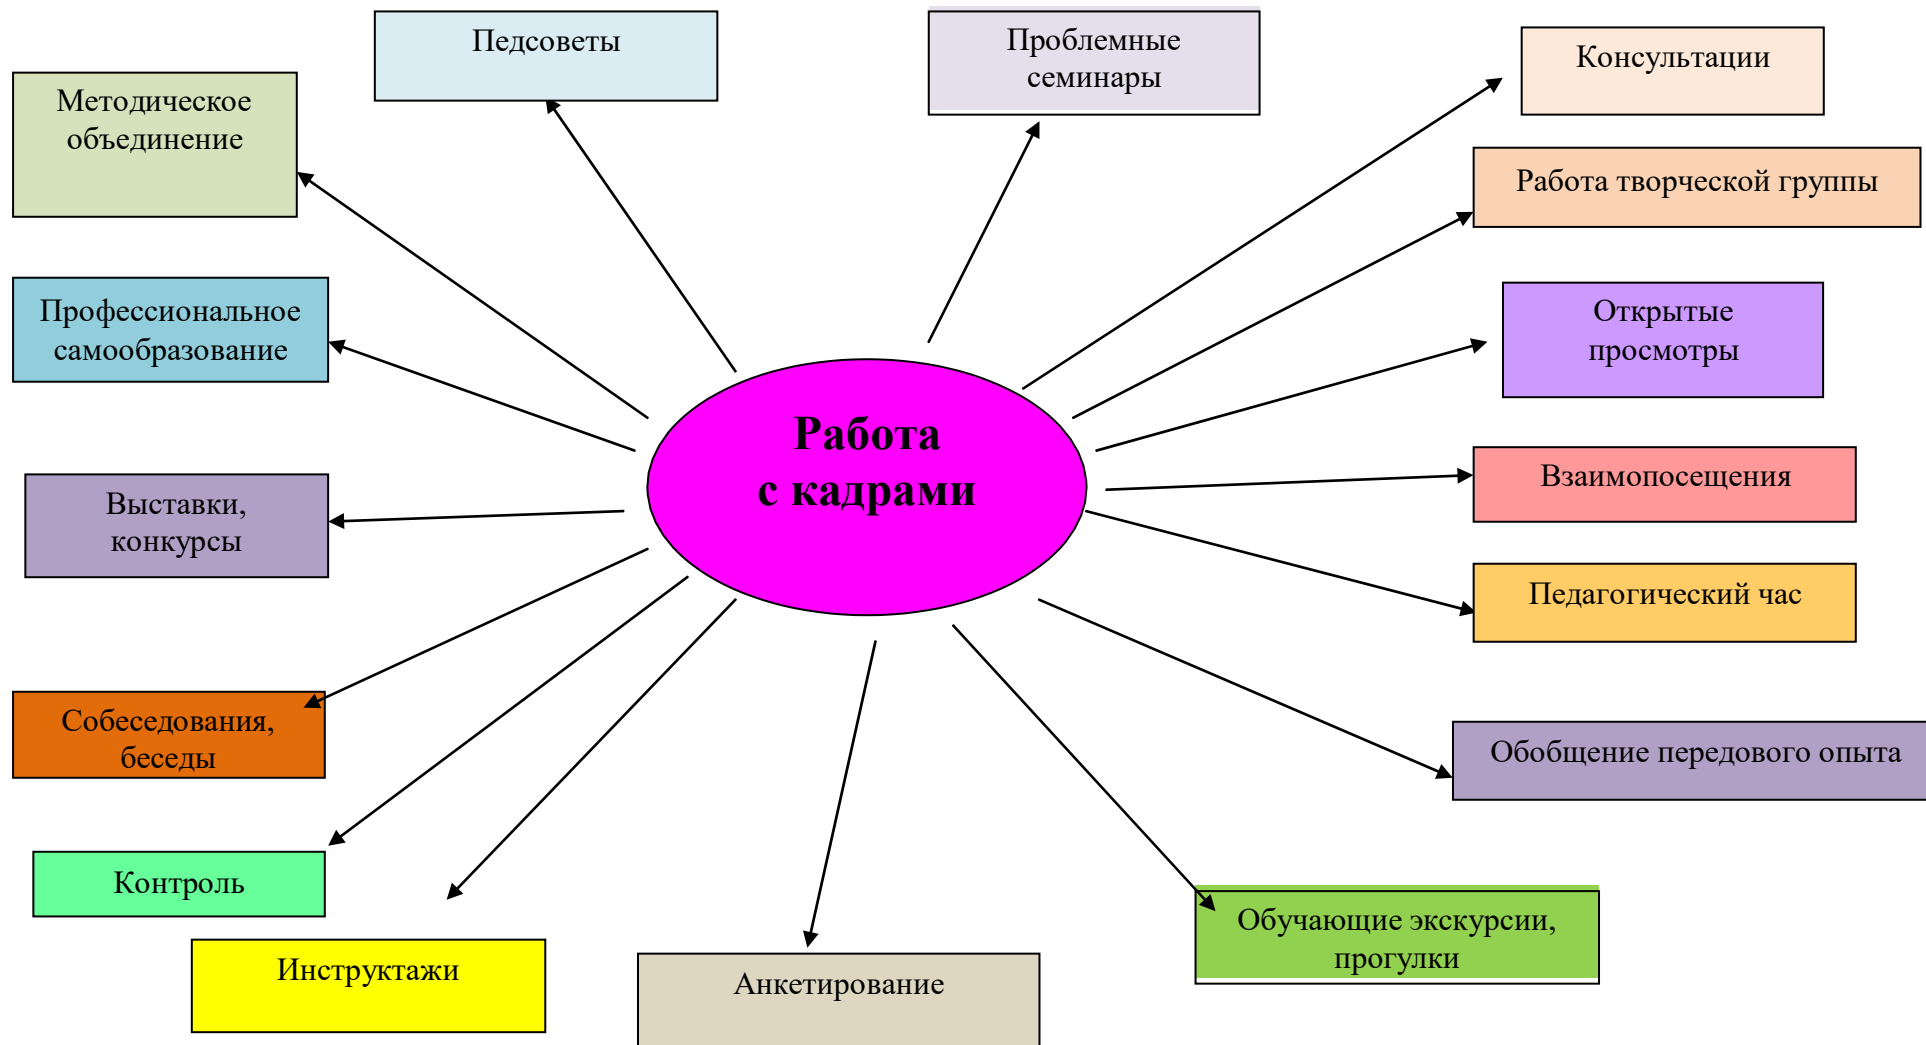 Педсоветы
Проблемные
семинары
Консультации
Методическое
объединение
Работа творческой группы
Профессиональное
самообразование
Открытые
просмотры
Работа
с кадрами
Выставки,
конкурсы
Взаимопосещения
Педагогический час
Собеседования,
беседы
Обобщение передового опыта
Контроль
Инструктажи
Анкетирование
Обучающие экскурсии,
прогулки